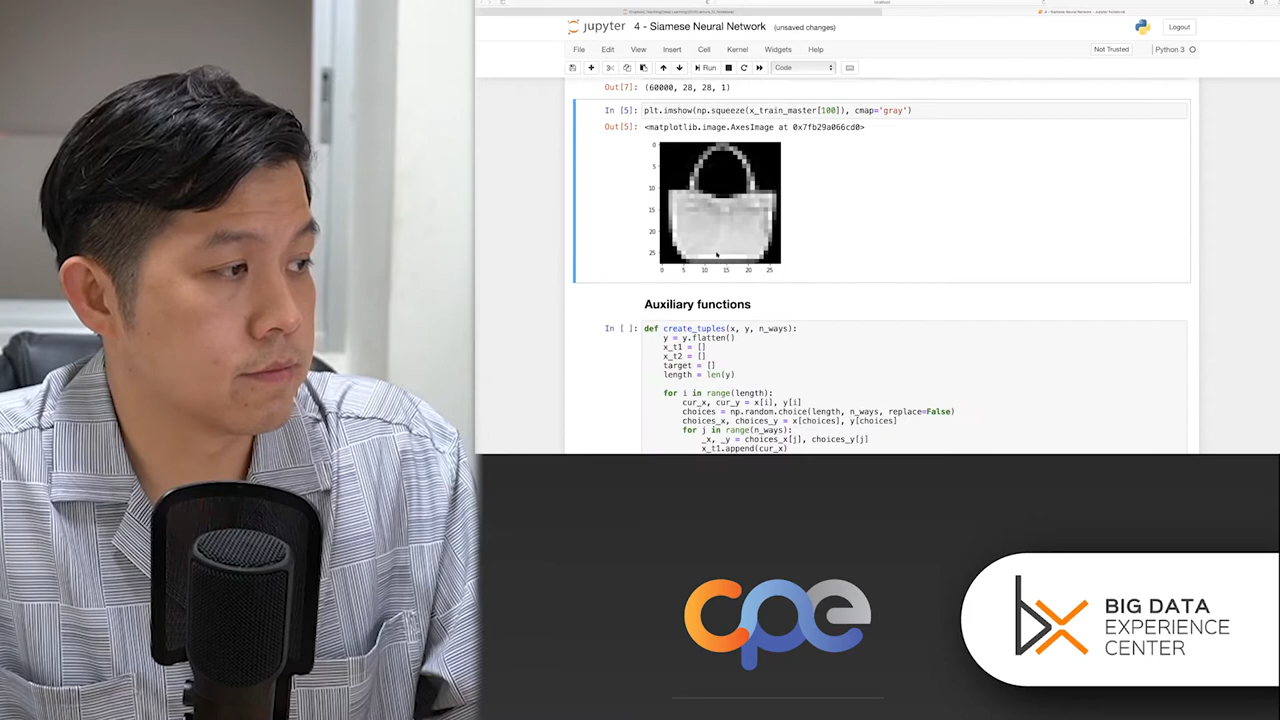 jupyter 4 - Siamese Neural Network (unsaved changes)
Logout
File Edit View Insert Cell Kernel Widgets Help
Not Trusted
Python 3
Run
Code
Out[7]: (60000, 28, 28, 1)
In [5]: plt.imshow(np.squeeze(x_train_master[100]), cmap='gray')
Out[5]: <matplotlib.image.AxesImage at 0x7fb29a066cd0>
0
5
10
15
20
25
0 5 10 15 20 25
Auxiliary functions
In [ ]: def create_tuples(x, y, n_ways):
y = y.flatten()
x_t1 = []
x_t2 = []
target = []
length = len(y)
for i in range(length):
cur_x, cur_y = x[i], y[i]
choices = np.random.choice(length, n_ways, replace=False)
choices_x, choices_y = x[choices], y[choices]
for j in range(n_ways):
_x, _y = choices_x[j], choices_y[j]
x_t1.append(cur_x)
cpe
bx
BIG DATA
EXPERIENCE
CENTER